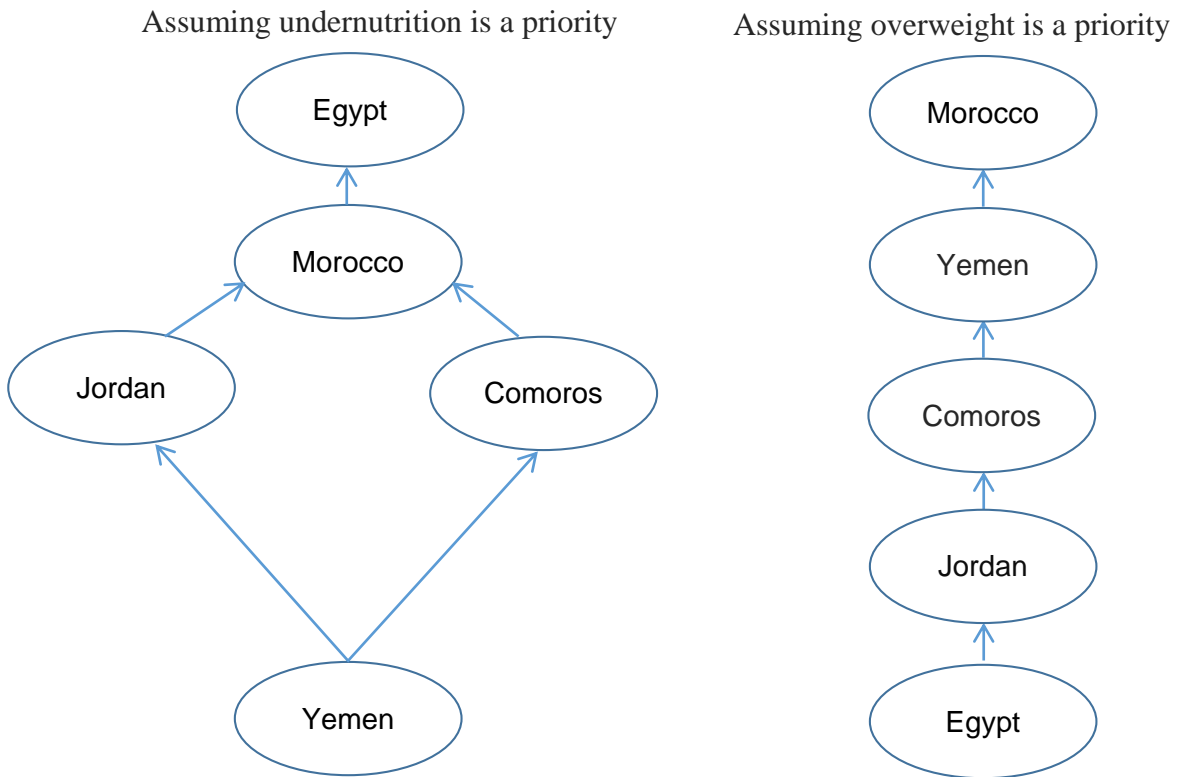 Assuming undernutrition is a priority
Egypt
Morocco
Jordan
Comoros
Yemen
Assuming overweight is a priority
Morocco
Yemen
Comoros
Jordan
Egypt